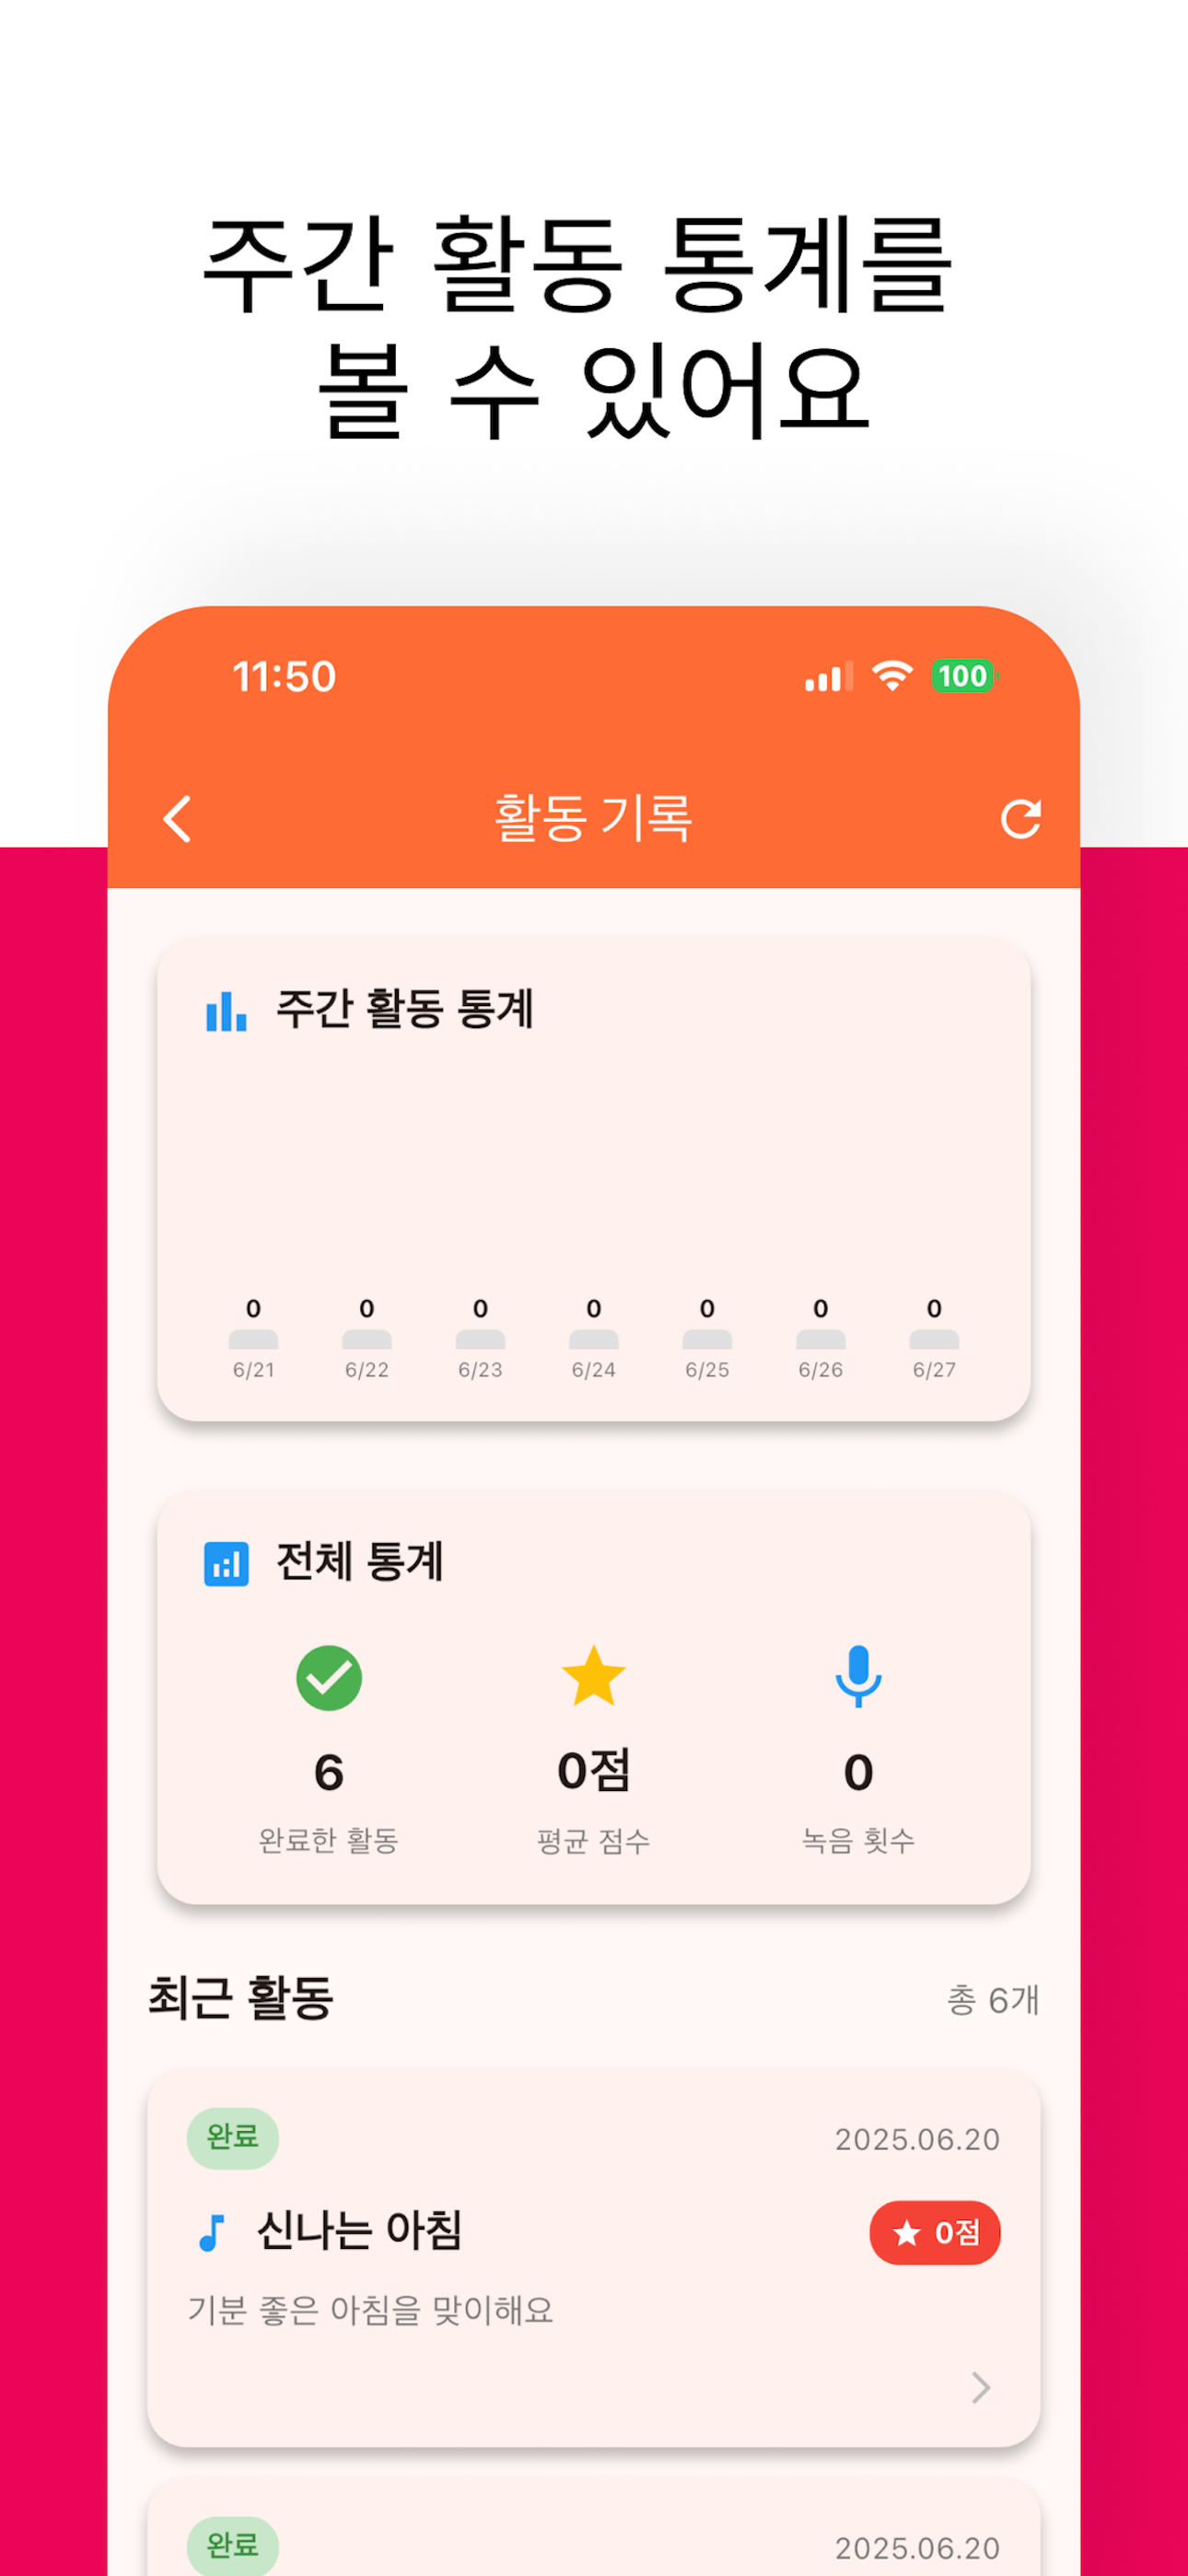 주간 활동 통계를
볼 수 있어요
11:50
100
활동 기록
주간 활동 통계
0 0 0 0 0 0 0
6/21 6/22 6/23 6/24 6/25 6/26 6/27
전체 통계
6 0점 0
완료한 활동 평균 점수 녹음 횟수
최근 활동 총 6개
완료 2025.06.20
신나는 아침 0점
기분 좋은 아침을 맞이해요
완료 2025.06.20